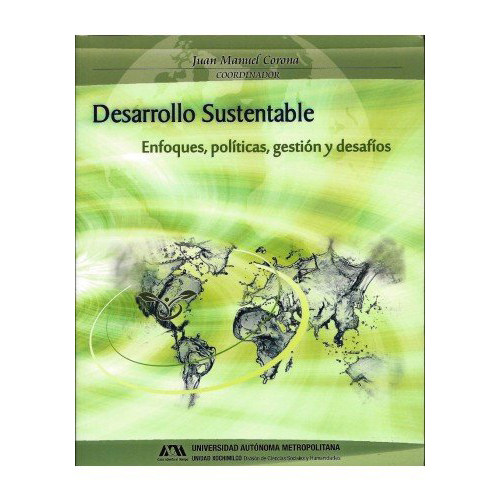 Juan Manuel Corona
COORDINADOR
Desarrollo Sustentable
Enfoques, políticas, gestión y desafíos
UNIVERSIDAD AUTÓNOMA METROPOLITANA
UNIDAD XOCHIMILCO División de Ciencias Sociales y Humanidades